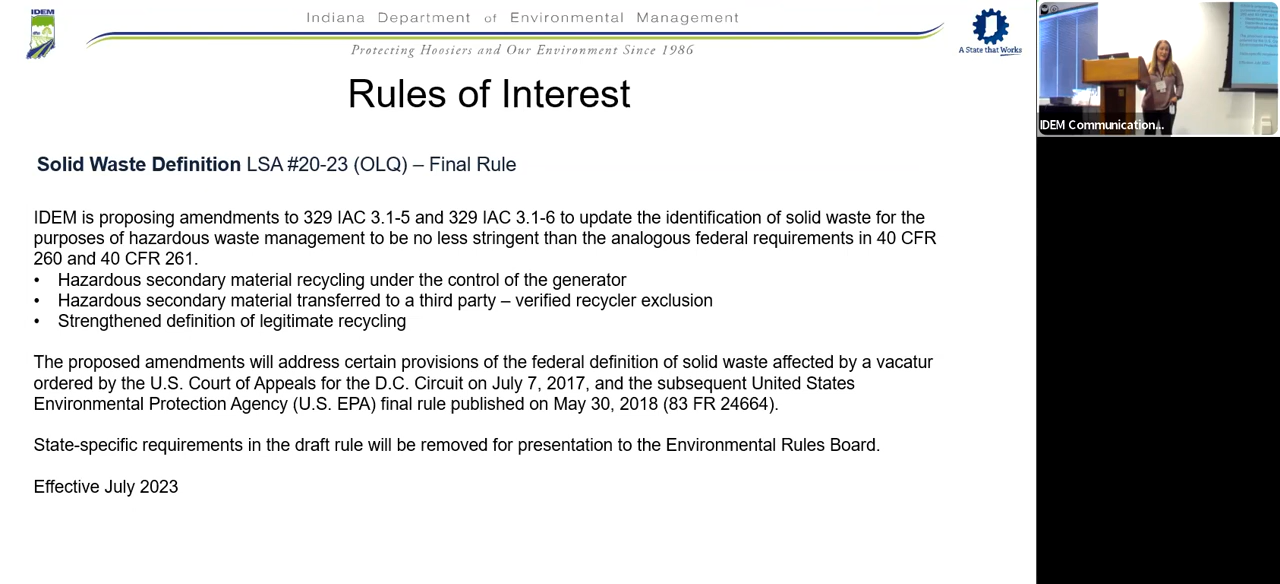 IDEM
Indiana Department of Environmental Management
Protecting Hoosiers and Our Environment Since 1986
A State that Works
Rules of Interest
Solid Waste Definition LSA #20-23 (OLQ) – Final Rule
IDEM is proposing amendments to 329 IAC 3.1-5 and 329 IAC 3.1-6 to update the identification of solid waste for the
purposes of hazardous waste management to be no less stringent than the analogous federal requirements in 40 CFR
260 and 40 CFR 261.
• Hazardous secondary material recycling under the control of the generator
• Hazardous secondary material transferred to a third party – verified recycler exclusion
• Strengthened definition of legitimate recycling
The proposed amendments will address certain provisions of the federal definition of solid waste affected by a vacatur
ordered by the U.S. Court of Appeals for the D.C. Circuit on July 7, 2017, and the subsequent United States
Environmental Protection Agency (U.S. EPA) final rule published on May 30, 2018 (83 FR 24664).
State-specific requirements in the draft rule will be removed for presentation to the Environmental Rules Board.
Effective July 2023
IDEM Communication...